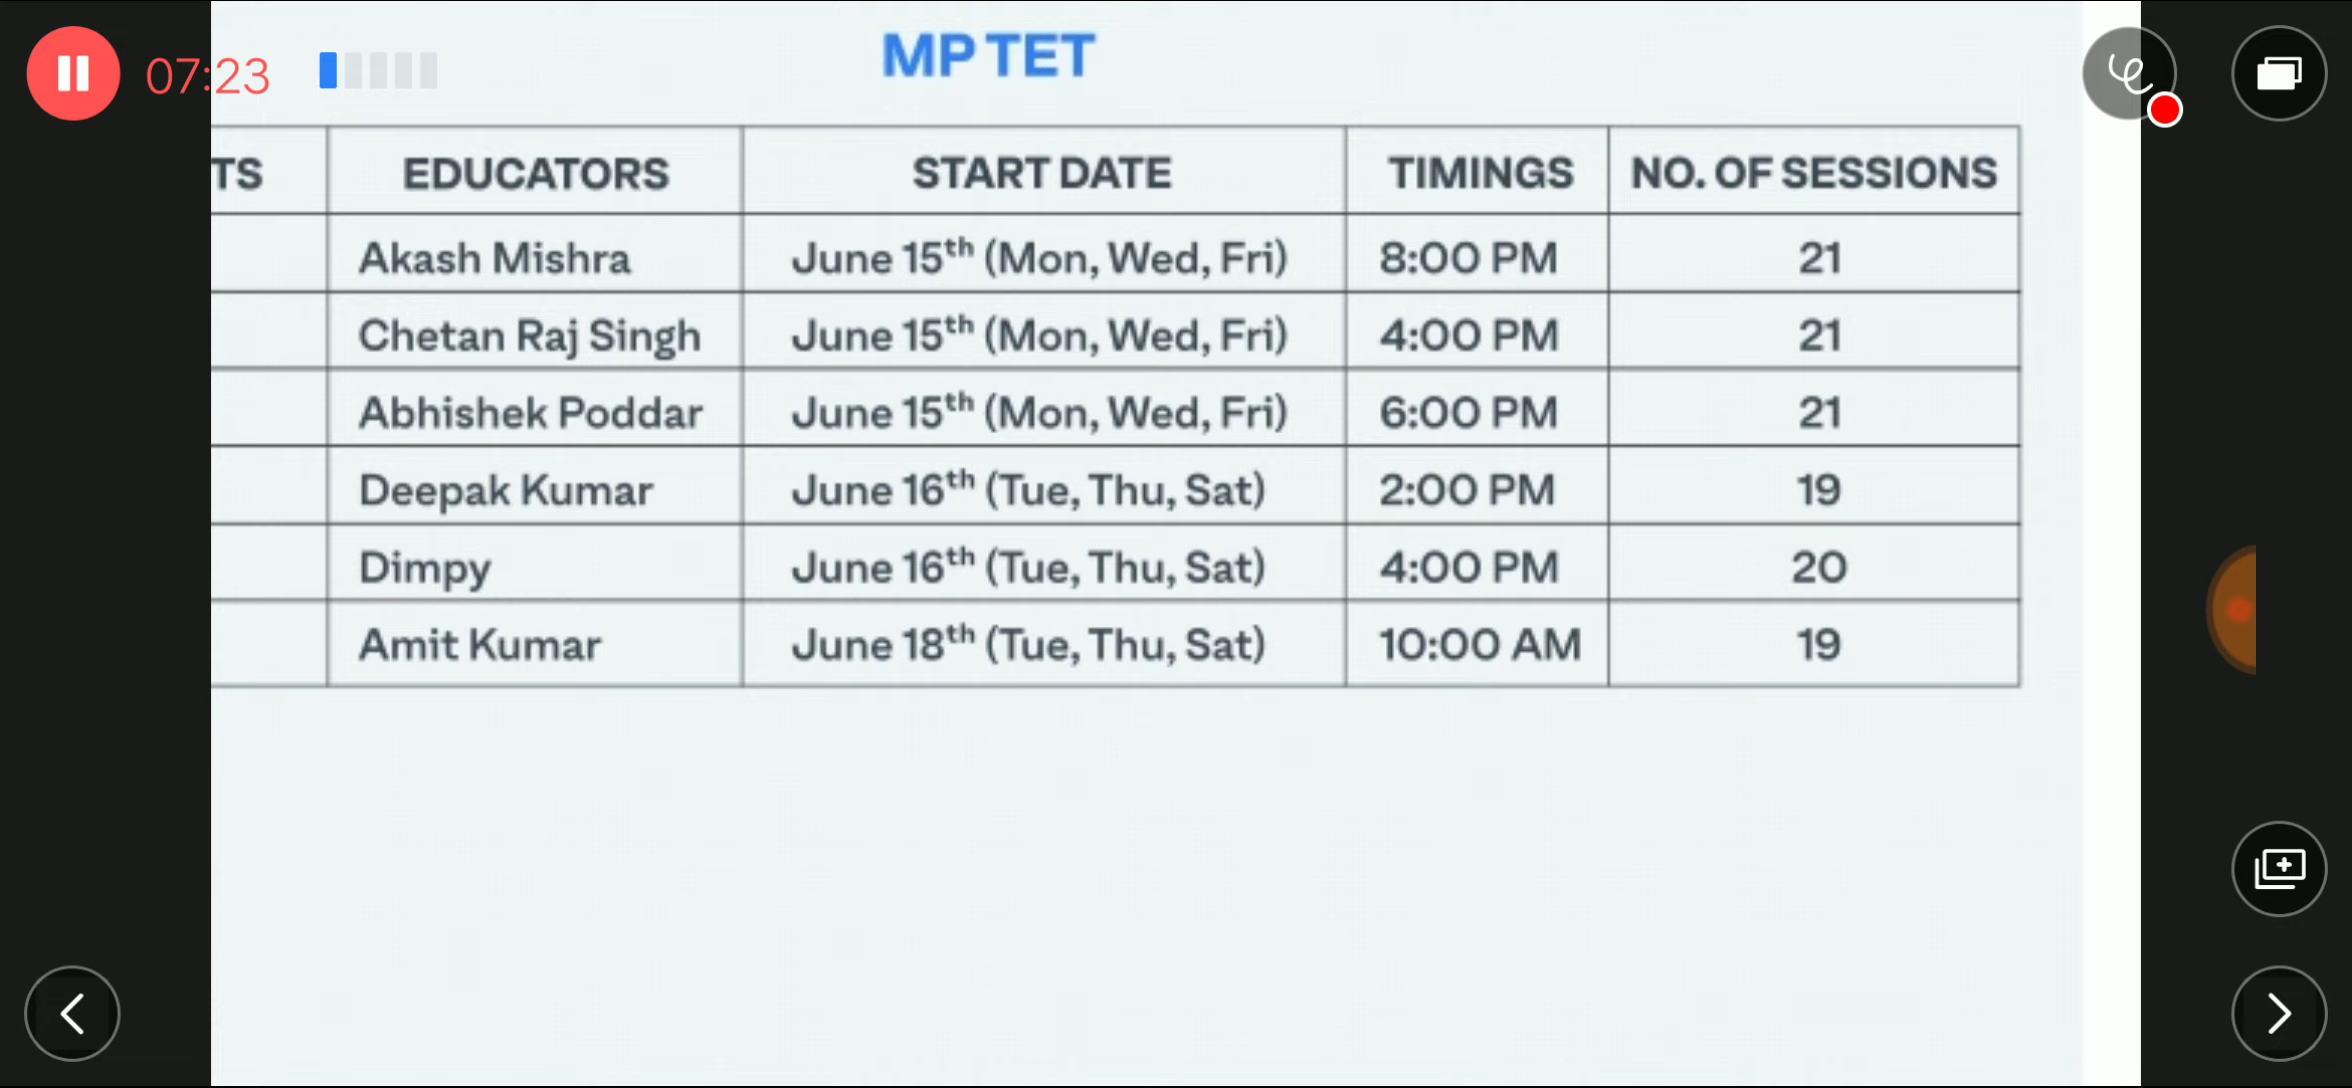 07:23
MP TET
TS EDUCATORS START DATE TIMINGS NO. OF SESSIONS
Akash Mishra June 15th (Mon, Wed, Fri) 8:00 PM 21
Chetan Raj Singh June 15th (Mon, Wed, Fri) 4:00 PM 21
Abhishek Poddar June 15th (Mon, Wed, Fri) 6:00 PM 21
Deepak Kumar June 16th (Tue, Thu, Sat) 2:00 PM 19
Dimpy June 16th (Tue, Thu, Sat) 4:00 PM 20
Amit Kumar June 18th (Tue, Thu, Sat) 10:00 AM 19